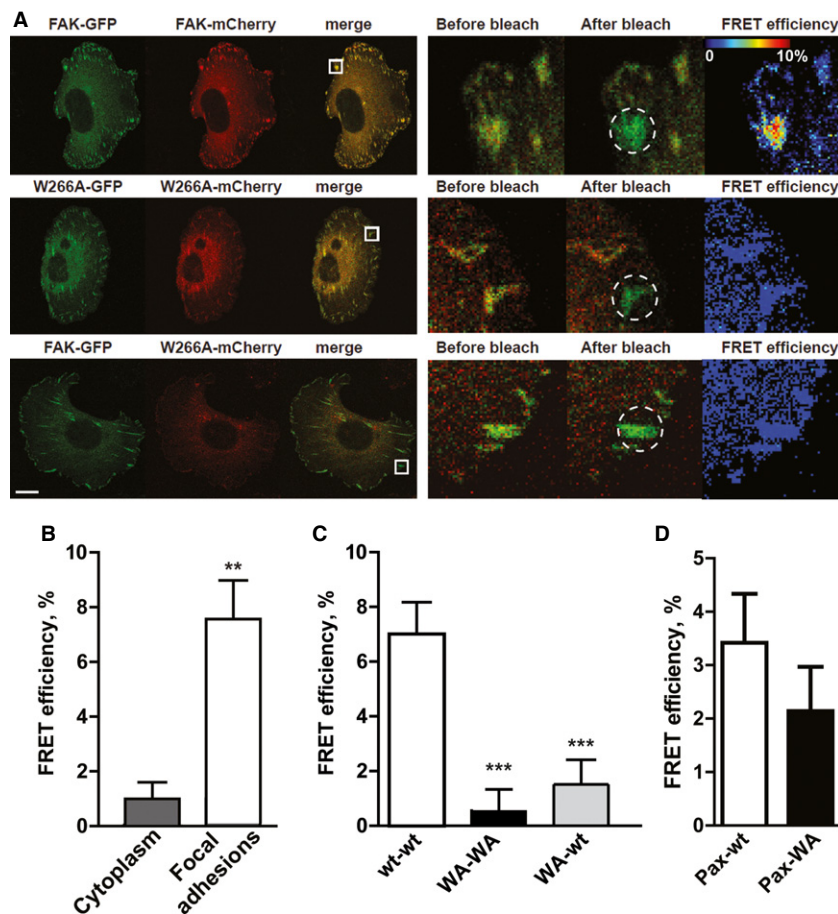 A
FAK-GFP FAK-mCherry merge Before bleach After bleach FRET efficiency
0 10%
W266A-GFP W266A-mCherry merge Before bleach After bleach FRET efficiency
FAK-GFP W266A-mCherry merge Before bleach After bleach FRET efficiency
B
FRET efficiency, %
10
8
6
4
2
0
**
Cytoplasm
Focal
adhesions
C
FRET efficiency, %
10
8
6
4
2
0
***
***
wt-wt
WA-WA
WA-wt
D
FRET efficiency, %
5
4
3
2
1
0
Pax-wt
Pax-WA